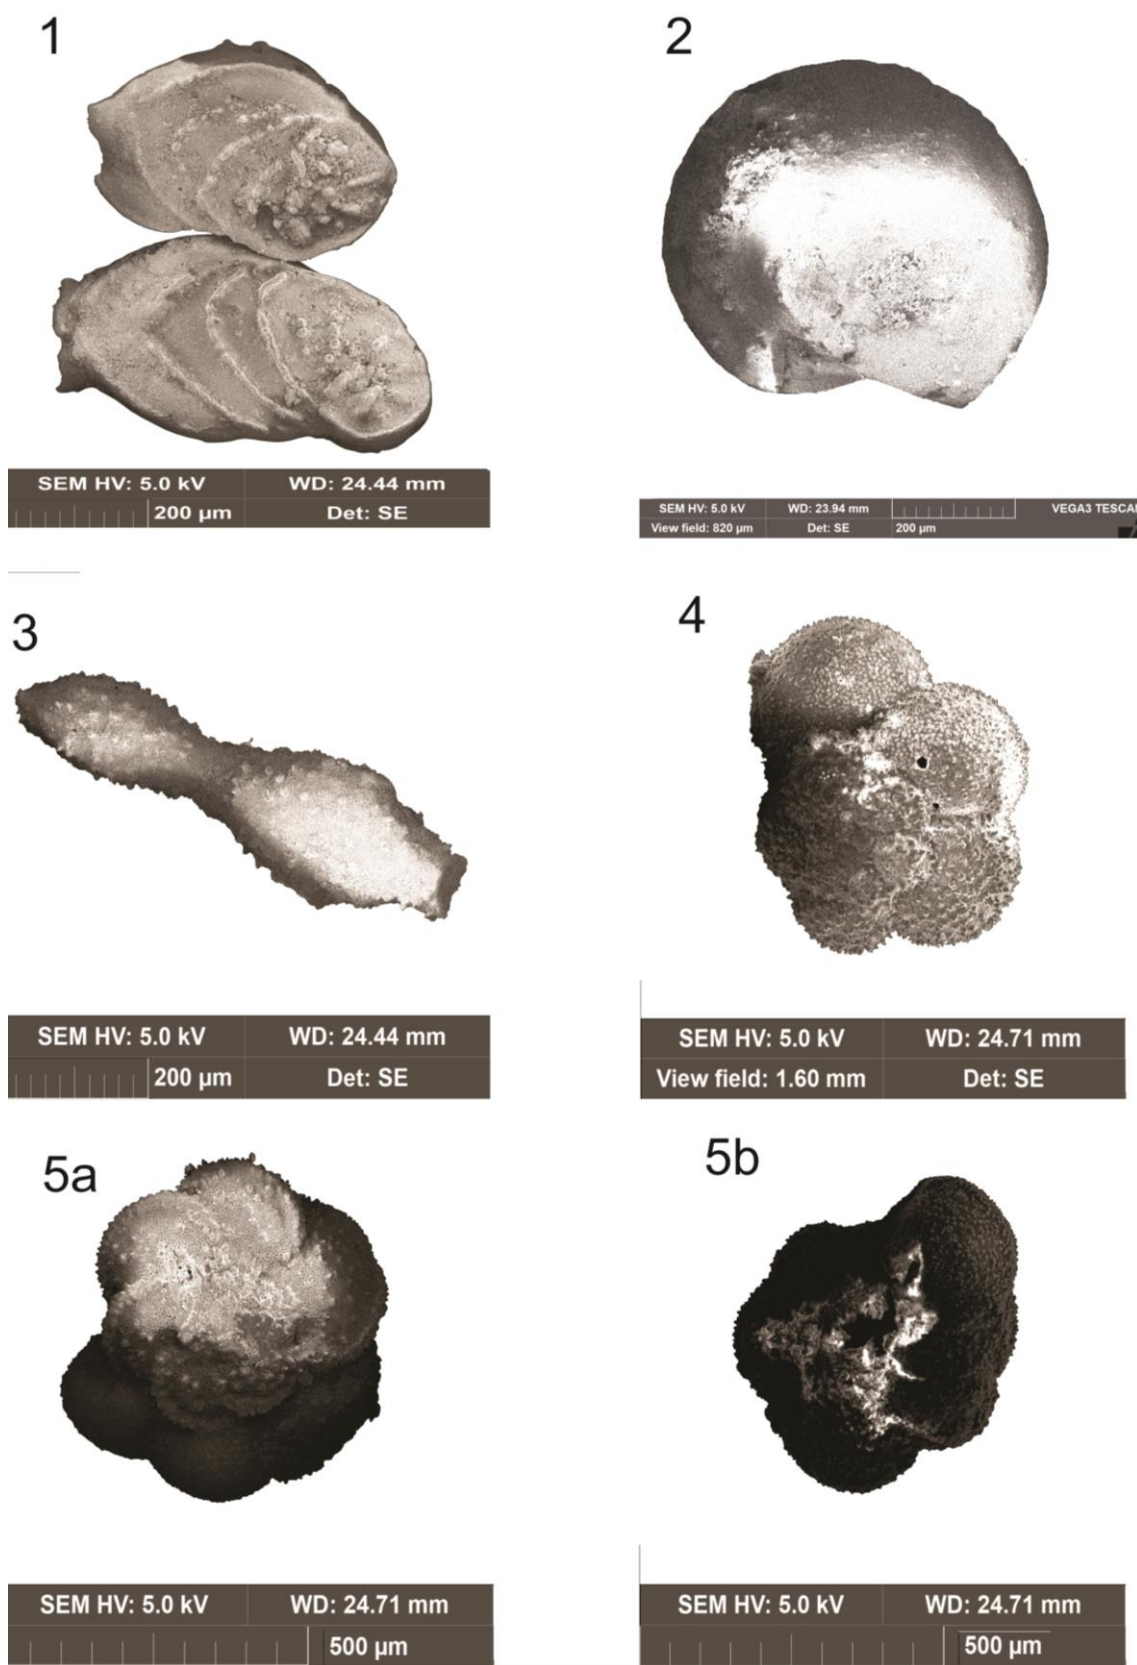 1
2
SEM HV: 5.0 kV WD: 24.44 mm
200 µm Det: SE
SEM HV: 5.0 kV WD: 23.94 mm VEGA3 TESCA
View field: 820 µm Det: SE 200 µm
3
4
SEM HV: 5.0 kV WD: 24.44 mm
200 µm Det: SE
SEM HV: 5.0 kV WD: 24.71 mm
View field: 1.60 mm Det: SE
5a
5b
SEM HV: 5.0 kV WD: 24.71 mm
500 µm
SEM HV: 5.0 kV WD: 24.71 mm
500 µm